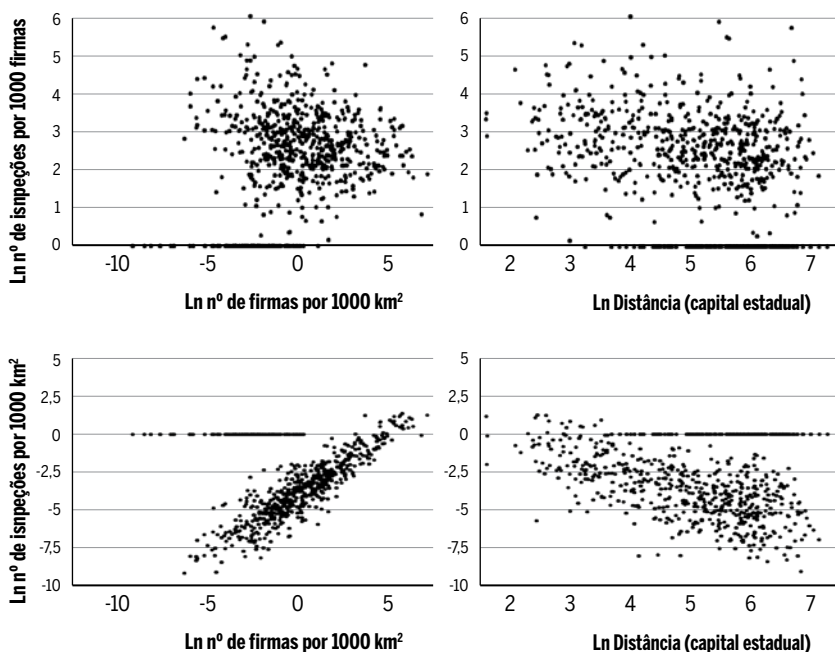 Ln nº de isnpeções por 1000 firmas
6
5
4
3
2
1
0
-10 -5 0 5
Ln nº de firmas por 1000 km²
6
5
4
3
2
1
0
2 3 4 5 6 7
Ln Distância (capital estadual)
Ln nº de isnpeções por 1000 km²
5
2,5
0
-2,5
-5
-7,5
-10
-10 -5 0 5
Ln nº de firmas por 1000 km²
5
2,5
0
-2,5
-5
-7,5
-10
2 3 4 5 6 7
Ln Distância (capital estadual)